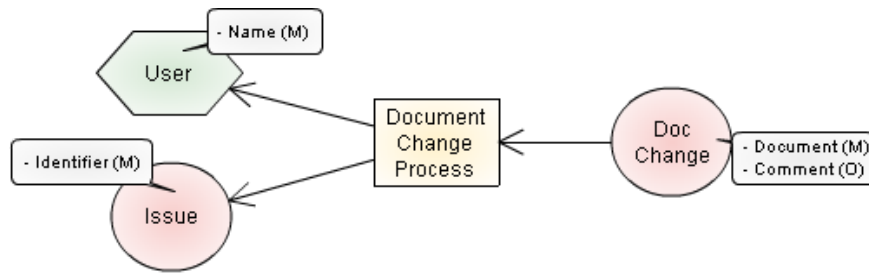 - Name (M)
User
Document
Change
Process
Doc
Change
- Document (M)
- Comment (O)
- Identifier (M)
Issue